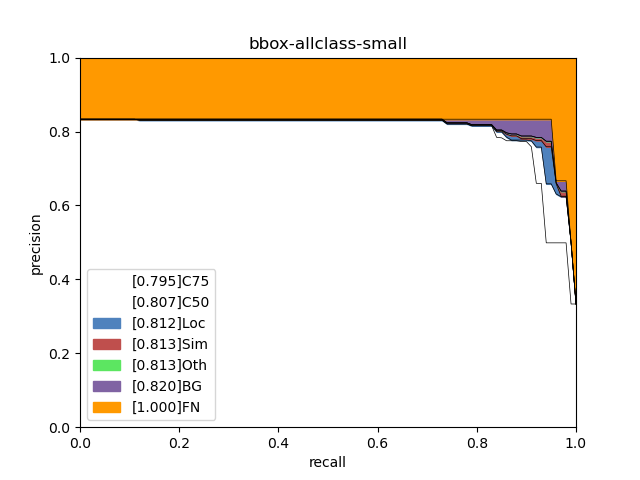 bbox-allclass-small
1.0
0.8
0.6
0.4
0.2
0.0
precision
[0.795]C75
[0.807]C50
[0.812]Loc
[0.813]Sim
[0.813]Oth
[0.820]BG
[1.000]FN
0.0 0.2 0.4 0.6 0.8 1.0
recall